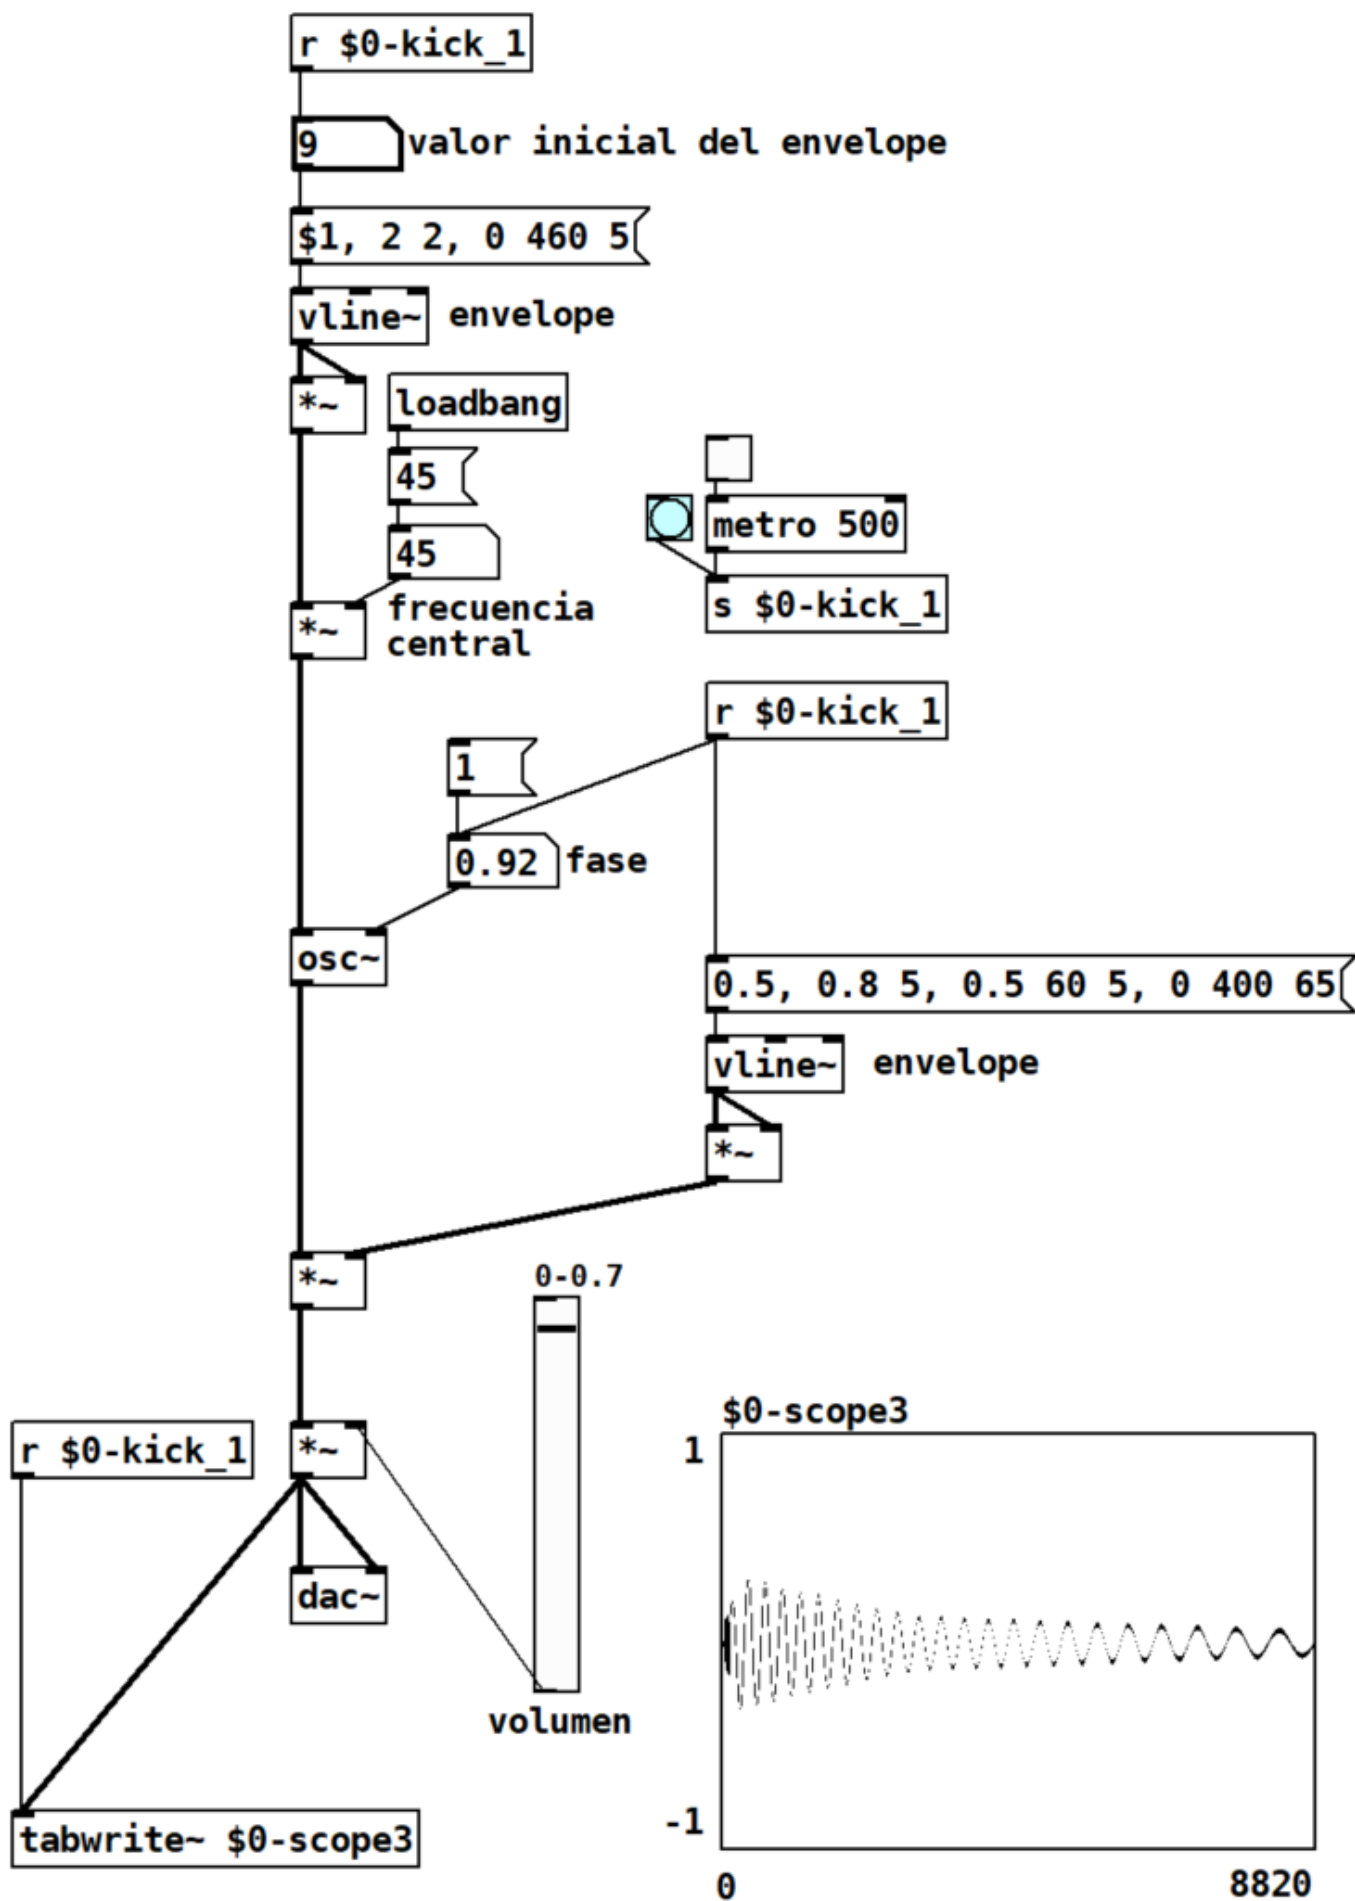 r $0-kick_1
9
valor inicial del envelope
$1, 2 2, 0 460 5
vline~
envelope
*~
loadbang
45
45
metro 500
s $0-kick_1
*~
frecuencia
central
r $0-kick_1
1
0.92
fase
osc~
0.5, 0.8 5, 0.5 60 5, 0 400 65
vline~
envelope
*~
*~
0-0.7
r $0-kick_1
*~
dac~
volumen
tabwrite~ $0-scope3
$0-scope3
1
-1
0
8820